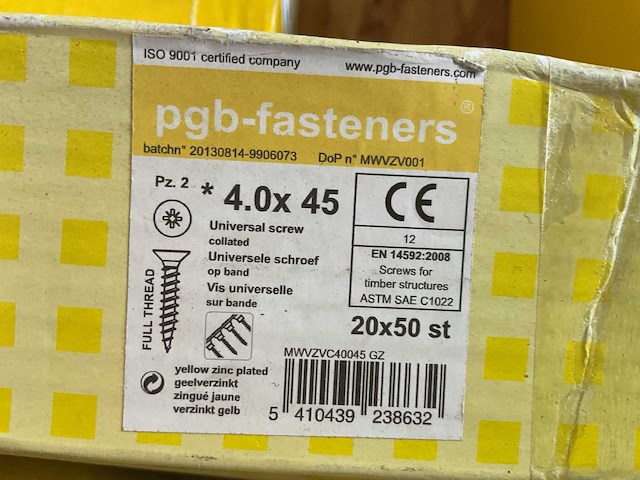 ISO 9001 certified company www.pgb-fasteners.com
pgb-fasteners®
batchn° 20130814-9906073 DoP n° MWVZV001
Pz. 2 * 4.0x 45
Universal screw
collated
Universele schroef
op band
Vis universelle
sur bande
FULL THREAD
CE
12
EN 14592:2008
Screws for
timber structures
ASTM SAE C1022
20x50 st
MWVZVC40045 GZ
yellow zinc plated
geelverzinkt
zingué jaune
verzinkt gelb
5 410439 238632